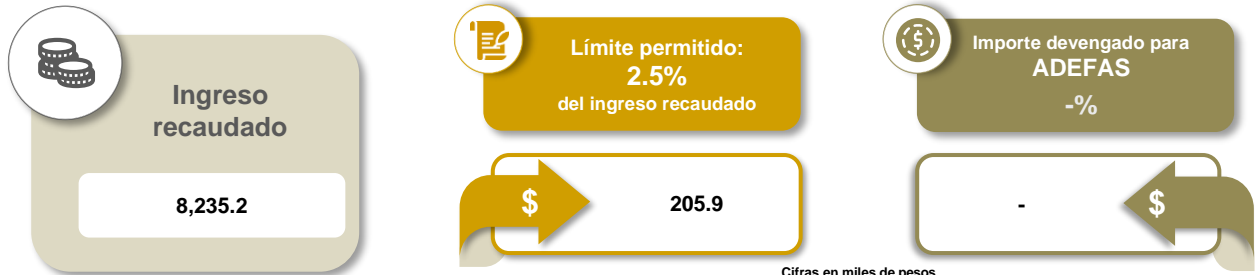 Ingreso
recaudado
8,235.2
Límite permitido:
2.5%
del ingreso recaudado
$
205.9
Importe devengado para
ADEFAS
-%
-
$
Cifras en miles de pesos